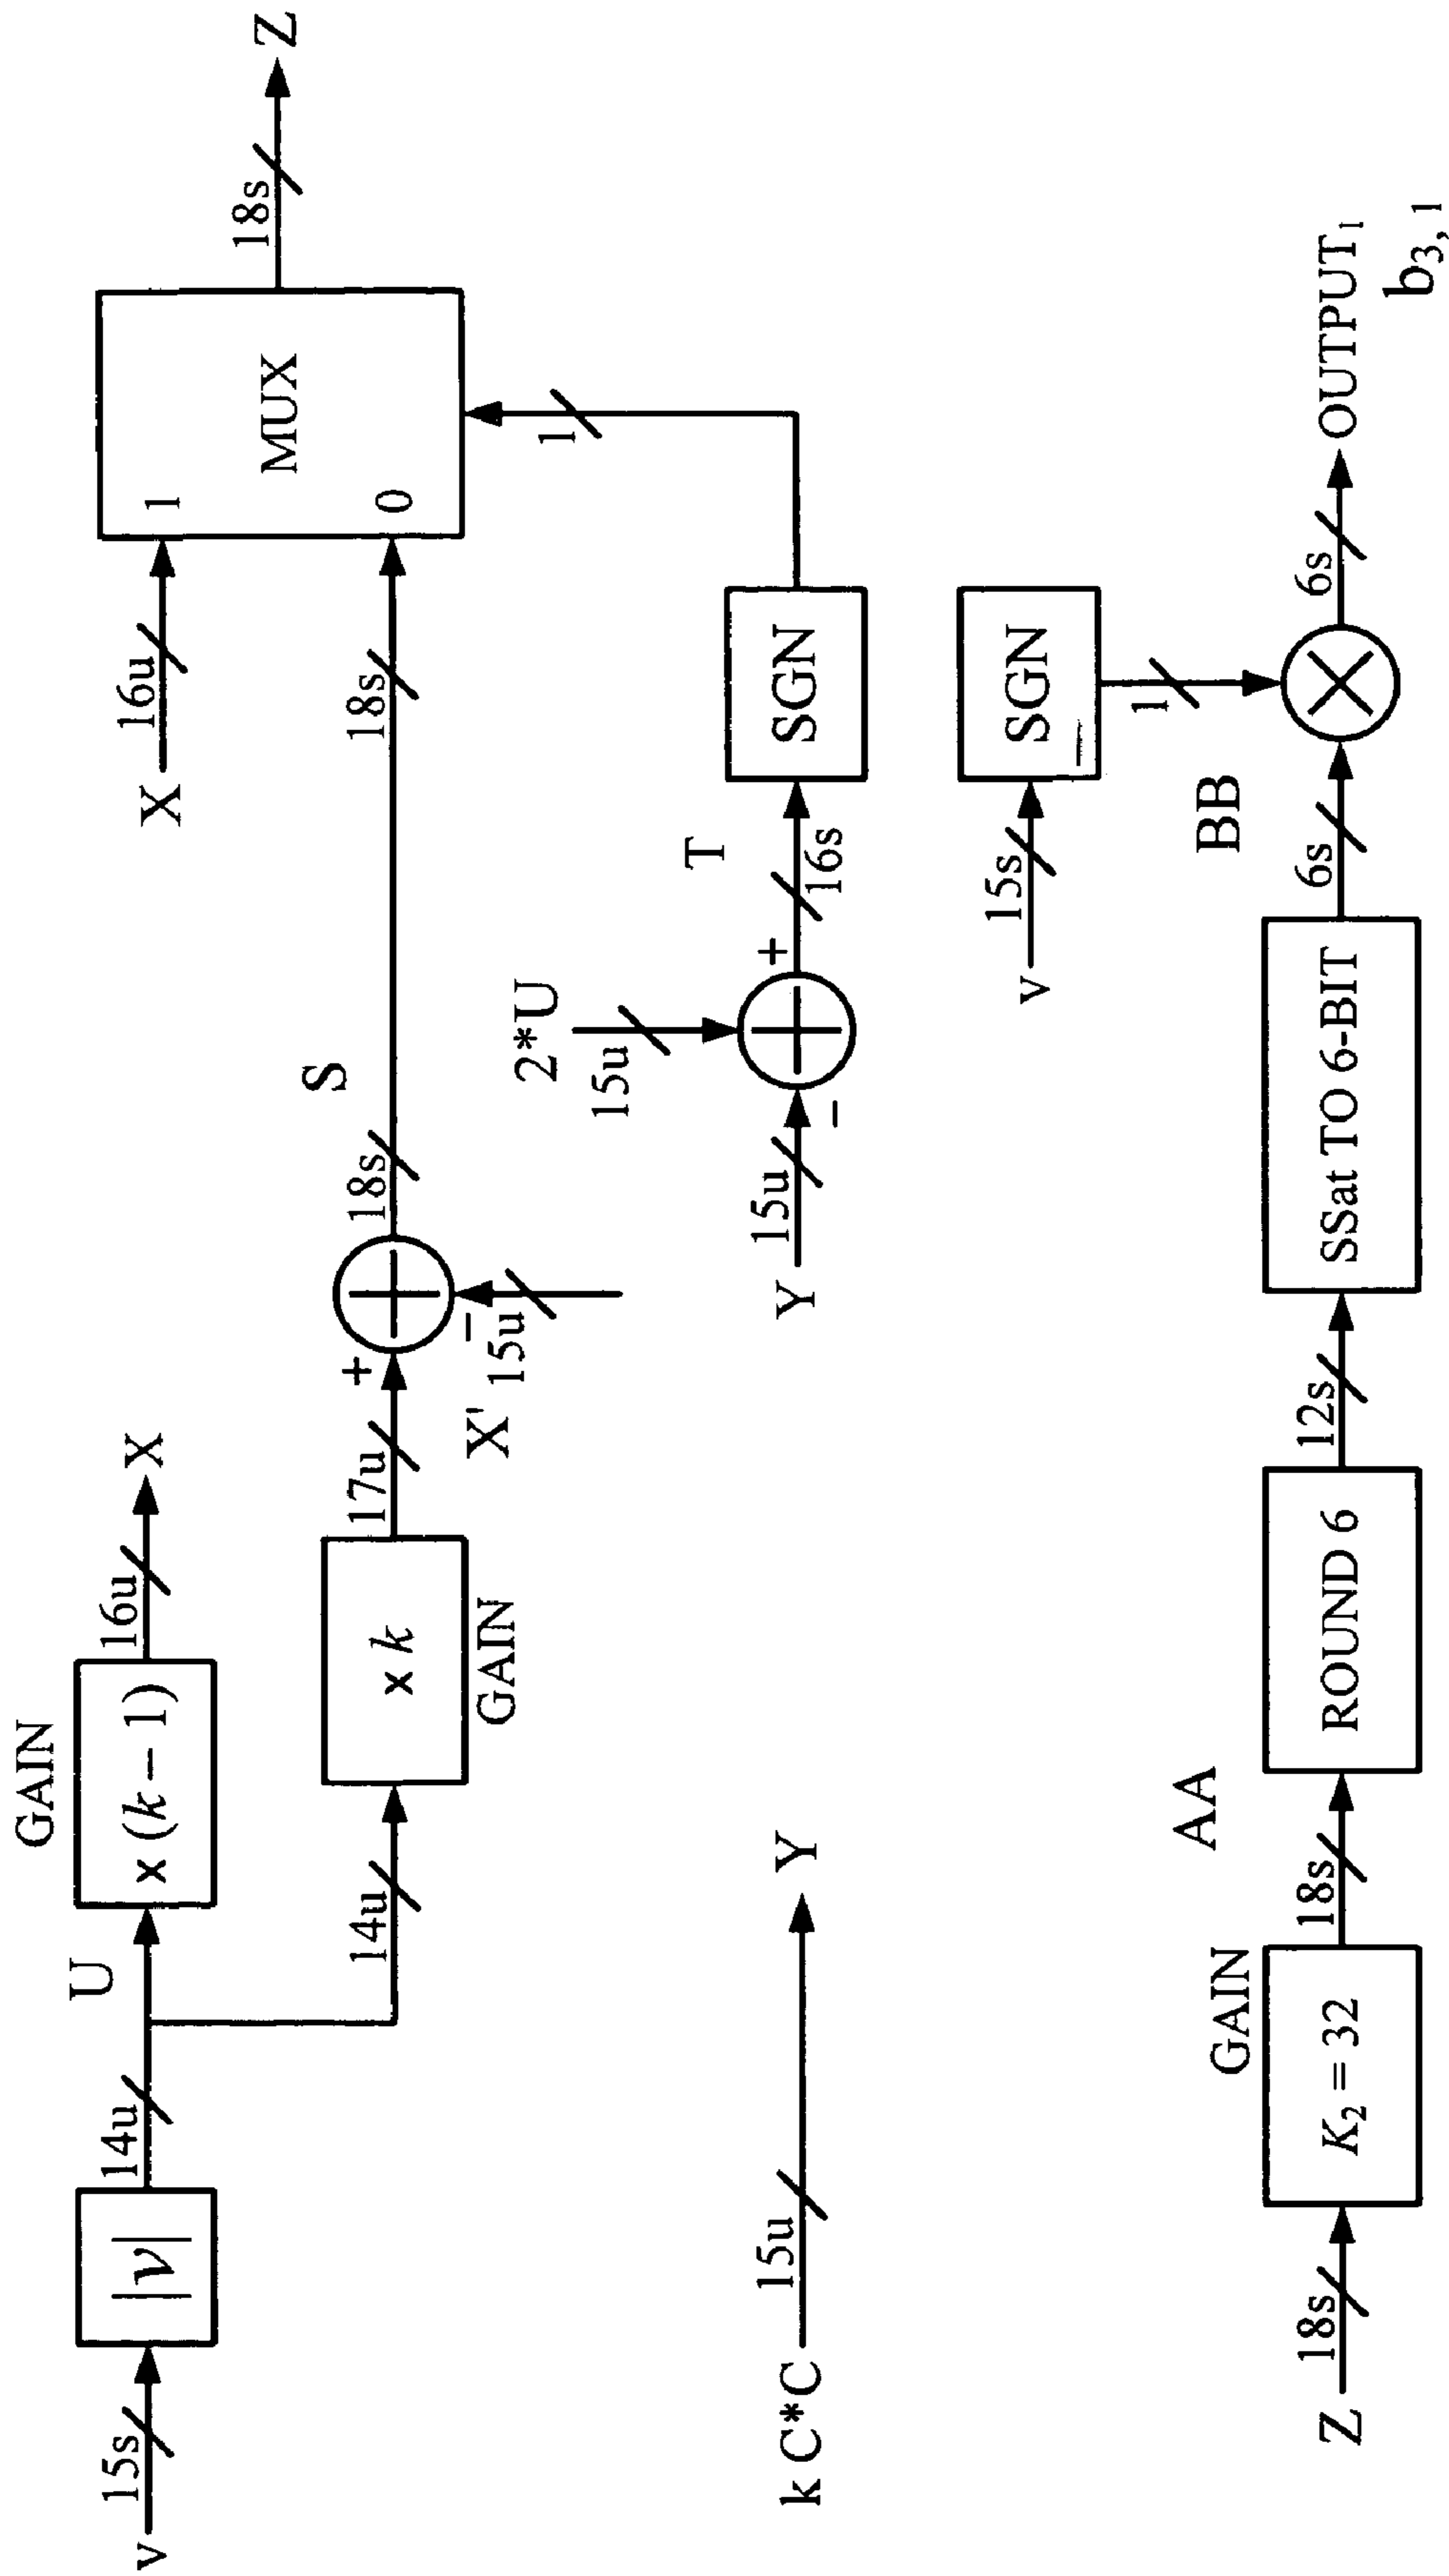 GAIN
v 15s |v| 14u U × (k – 1) 16u X
14u × k 17u + S 18s 18s
GAIN
X' – 15u
X 16u 1
MUX
0
18s Z
k C*C 15u Y
2*U
15u
Y 15u – + T
16s
SGN 1
v 15s SGN 1
GAIN AA BB
Z 18s K₂ = 32 18s ROUND 6 12s SSat TO 6-BIT 6s 6s OUTPUT₁
b₃, ₁